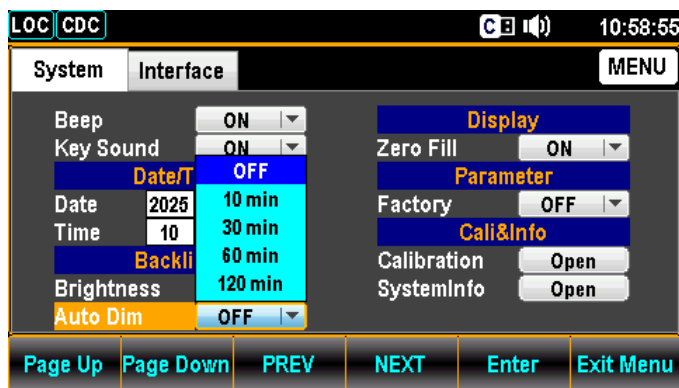 LOC CDC C 10:58:55
System Interface MENU
Beep ON
Key Sound ON
Date/T
Date 2025
Time 10
Backli
Brightness
Auto Dim OFF
OFF
10 min
30 min
60 min
120 min
Display
Zero Fill ON
Parameter
Factory OFF
Cali&Info
Calibration Open
SystemInfo Open
Page Up Page Down PREV NEXT Enter Exit Menu